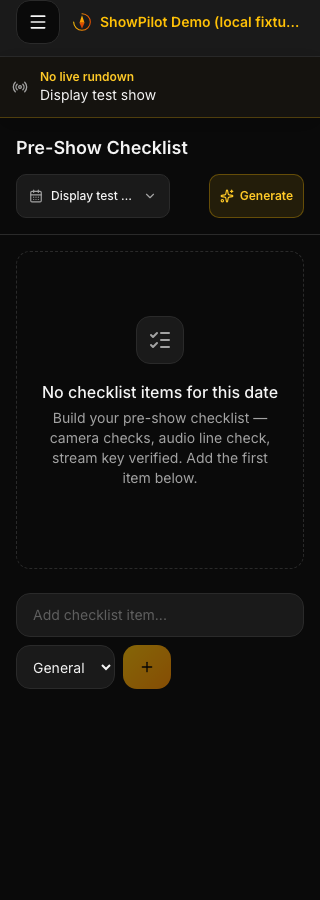 ShowPilot Demo (local fixtu...
No live rundown
Display test show
Pre-Show Checklist
Display test ...
Generate
No checklist items for this date
Build your pre-show checklist —
camera checks, audio line check,
stream key verified. Add the first
item below.
Add checklist item...
General
+